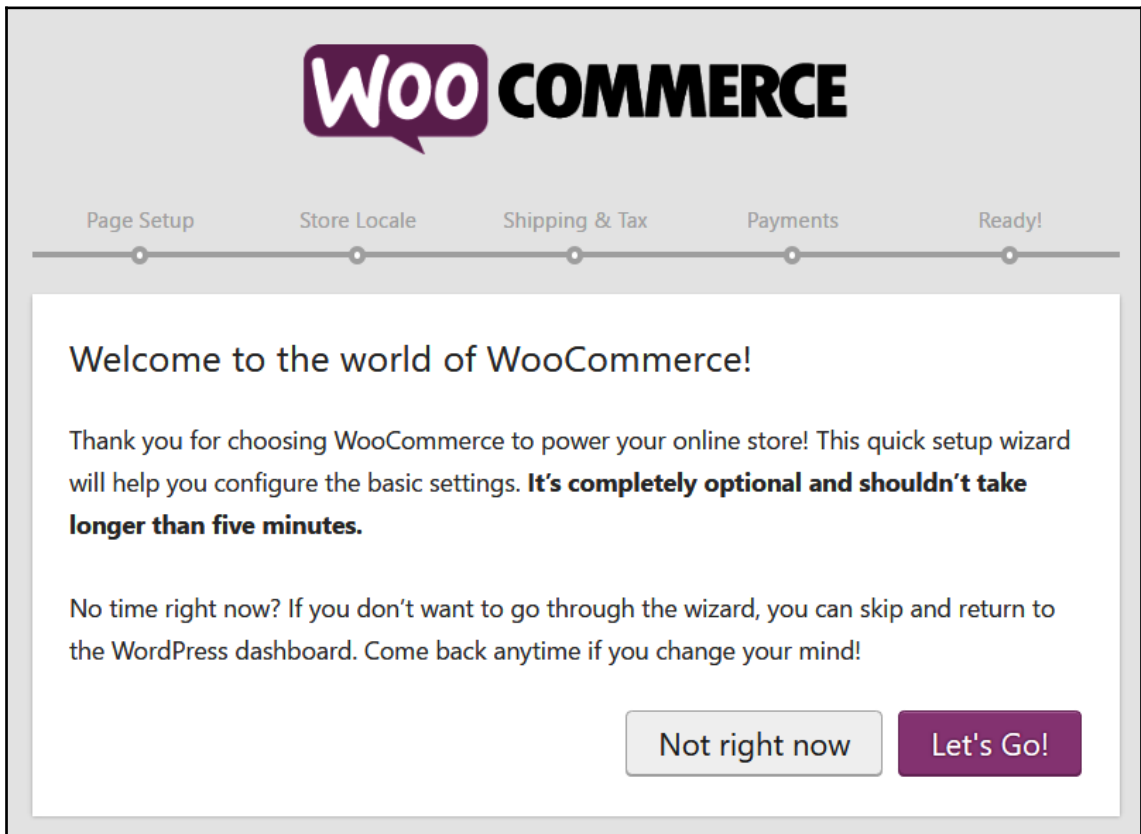 WOO COMMERCE
Page Setup Store Locale Shipping & Tax Payments Ready!
Welcome to the world of WooCommerce!
Thank you for choosing WooCommerce to power your online store! This quick setup wizard
will help you configure the basic settings. It’s completely optional and shouldn’t take
longer than five minutes.
No time right now? If you don’t want to go through the wizard, you can skip and return to
the WordPress dashboard. Come back anytime if you change your mind!
Not right now Let's Go!